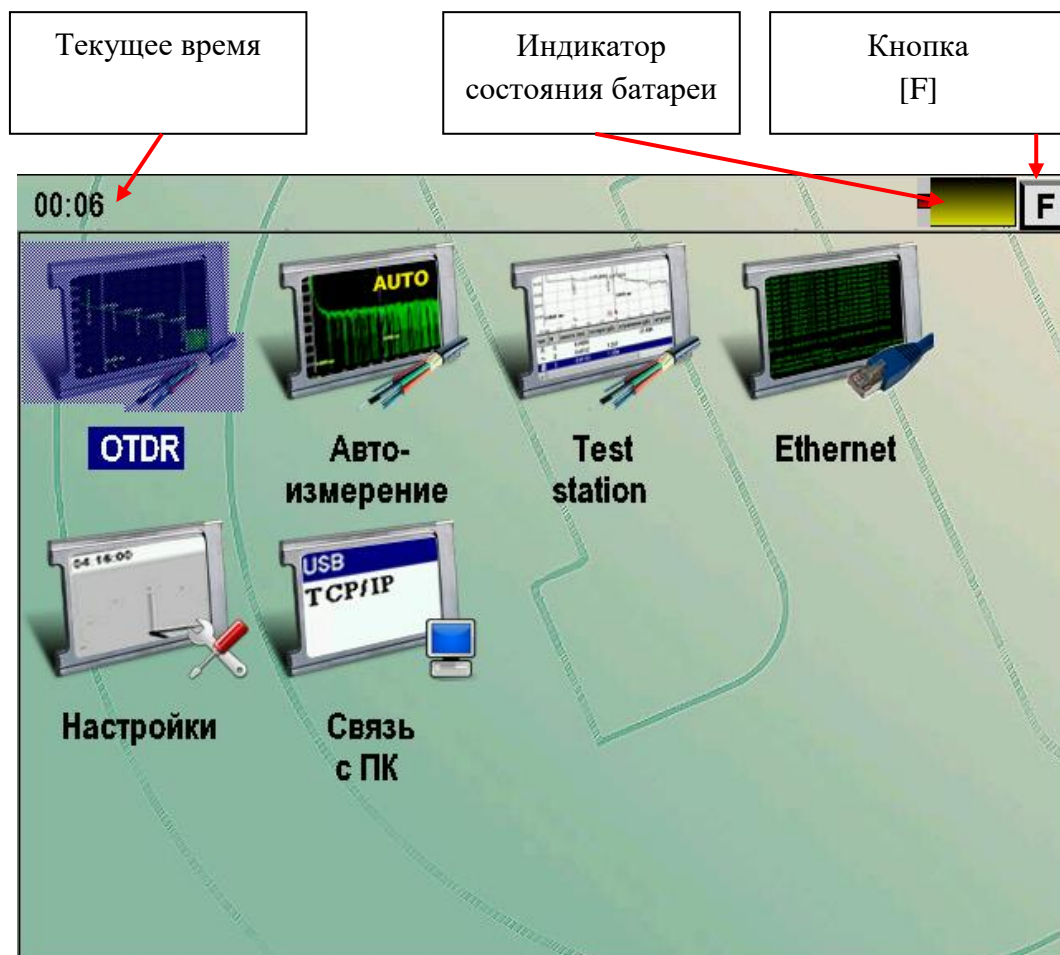 Текущее время
Индикатор
состояния батареи
Кнопка
[F]
00:06
F
AUTO
OTDR
Авто-
измерение
Test
station
Ethernet
04:16:00
USB
TCP/IP
Настройки
Связь
с ПК